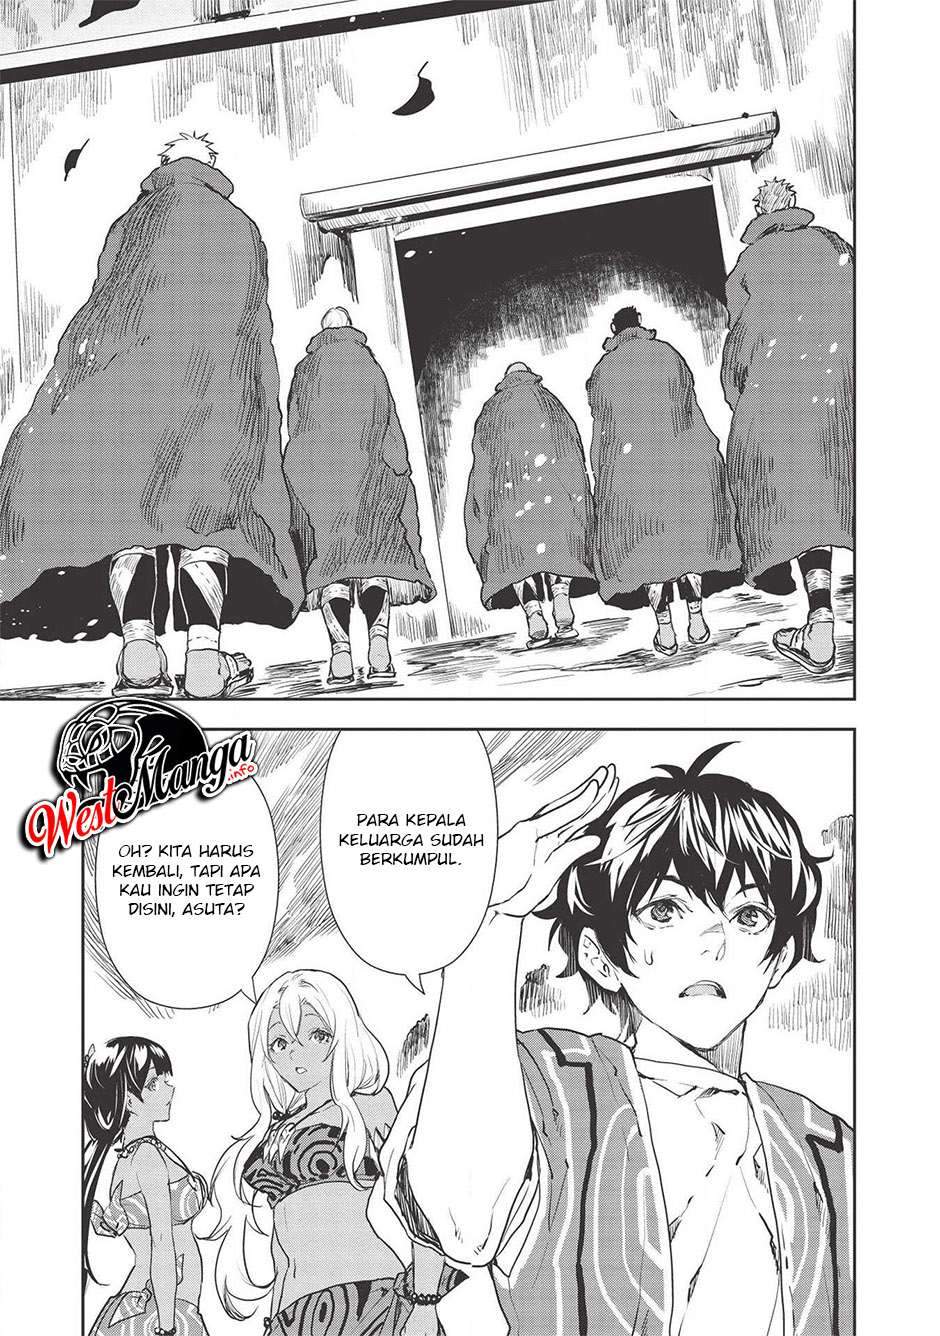 PARA KEPALA
KELUARGA SUDAH
BERKUMPUL.
OH? KITA HARUS
KEMBALI, TAPI APA
KAU INGIN TETAP
DISINI, ASUTA?
WestManga
.info